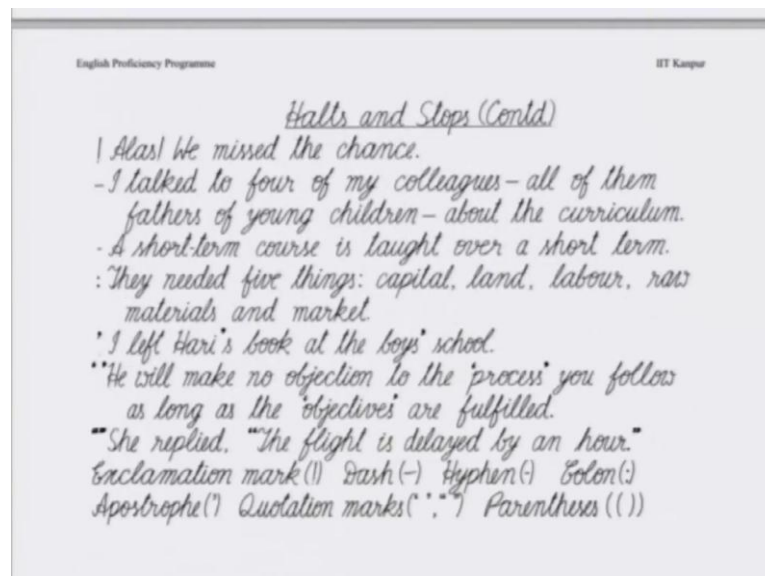 English Proficiency Programme IIT Kanpur
Halts and Stops (Contd)
! Alas! We missed the chance.
– I talked to four of my colleagues – all of them
fathers of young children – about the curriculum.
- A short-term course is taught over a short term.
: They needed five things: capital, land, labour, raw
materials and market.
' I left Hari's book at the boys' school.
' ' He will make no objection to the 'process' you follow
as long as the 'objectives' are fulfilled.
" " She replied, "The flight is delayed by an hour."
Exclamation mark (!) Dash (–) Hyphen (-) Colon (:)
Apostrophe (') Quotation marks (' ', " ") Parentheses (( ))